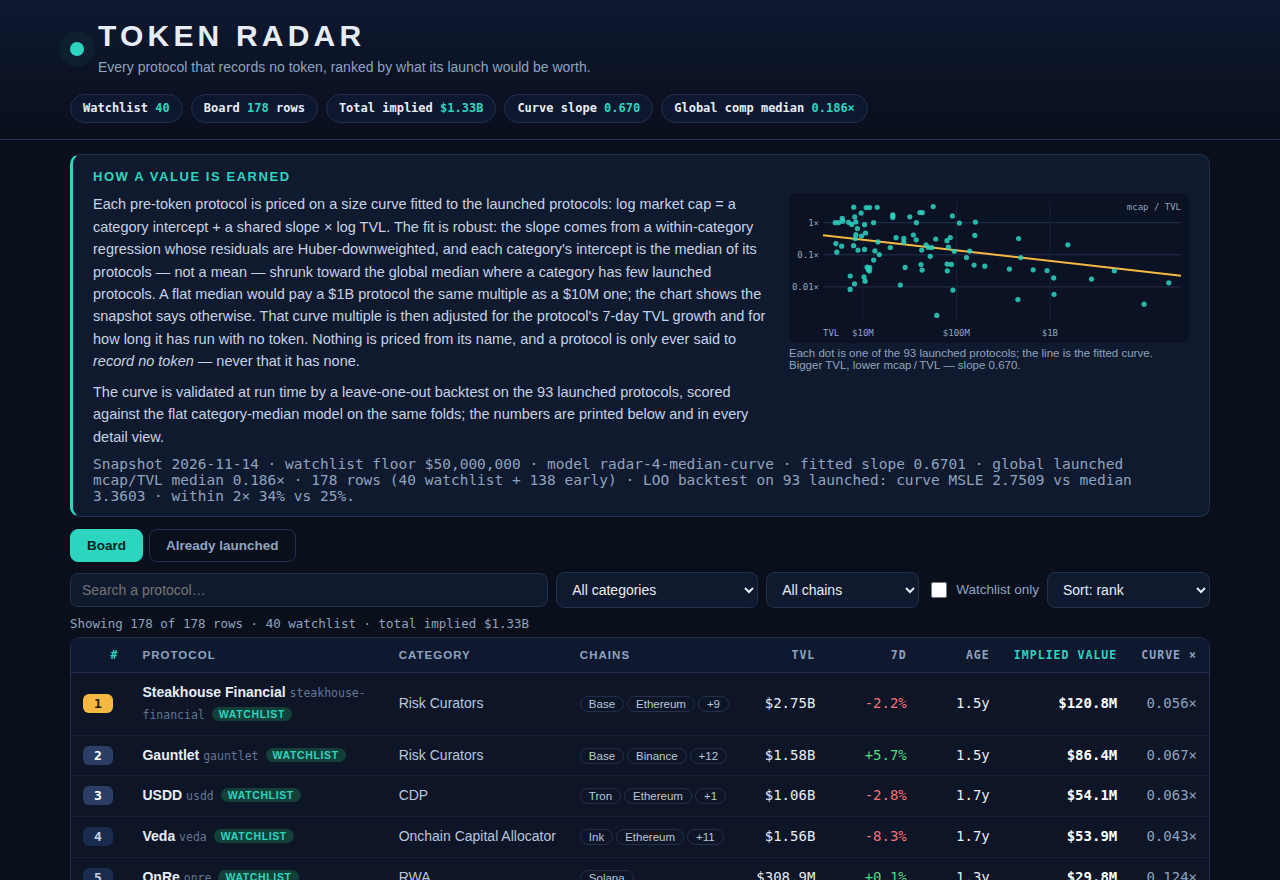 TOKEN RADAR
Every protocol that records no token, ranked by what its launch would be worth.
Watchlist 40
Board 178 rows
Total implied $1.33B
Curve slope 0.670
Global comp median 0.186×
HOW A VALUE IS EARNED
Each pre-token protocol is priced on a size curve fitted to the launched protocols: log market cap = a
category intercept + a shared slope × log TVL. The fit is robust: the slope comes from a within-category
regression whose residuals are Huber-downweighted, and each category's intercept is the median of its
protocols — not a mean — shrunk toward the global median where a category has few launched
protocols. A flat median would pay a $1B protocol the same multiple as a $10M one; the chart shows the
snapshot says otherwise. That curve multiple is then adjusted for the protocol's 7-day TVL growth and for
how long it has run with no token. Nothing is priced from its name, and a protocol is only ever said to
record no token — never that it has none.
The curve is validated at run time by a leave-one-out backtest on the 93 launched protocols, scored
against the flat category-median model on the same folds; the numbers are printed below and in every
detail view.
mcap / TVL
1×
0.1×
0.01×
TVL $10M $100M $1B
Each dot is one of the 93 launched protocols; the line is the fitted curve.
Bigger TVL, lower mcap / TVL — slope 0.670.
Snapshot 2026-11-14 · watchlist floor $50,000,000 · model radar-4-median-curve · fitted slope 0.6701 · global launched
mcap/TVL median 0.186× · 178 rows (40 watchlist + 138 early) · LOO backtest on 93 launched: curve MSLE 2.7509 vs median
3.3603 · within 2× 34% vs 25%.
Board
Already launched
Search a protocol…
All categories
All chains
Watchlist only
Sort: rank
Showing 178 of 178 rows · 40 watchlist · total implied $1.33B
# PROTOCOL CATEGORY CHAINS TVL 7D AGE IMPLIED VALUE CURVE ×
1 Steakhouse Financial steakhouse-financial WATCHLIST Risk Curators Base Ethereum +9 $2.75B -2.2% 1.5y $120.8M 0.056×
2 Gauntlet gauntlet WATCHLIST Risk Curators Base Binance +12 $1.58B +5.7% 1.5y $86.4M 0.067×
3 USDD usdd WATCHLIST CDP Tron Ethereum +1 $1.06B -2.8% 1.7y $54.1M 0.063×
4 Veda veda WATCHLIST Onchain Capital Allocator Ink Ethereum +11 $1.56B -8.3% 1.7y $53.9M 0.043×
5 OnRe onre WATCHLIST RWA Solana $308.9M +0.1% 1.3y $29.8M 0.124×